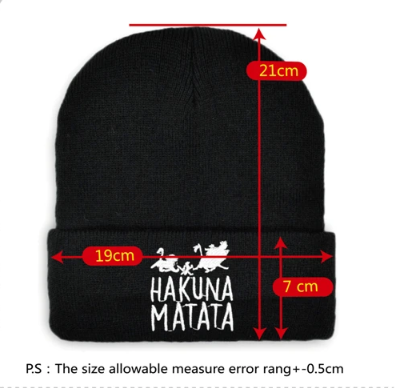 21cm
19cm
7 cm
HAKUNA
MATATA
P.S : The size allowable measure error rang+-0.5cm